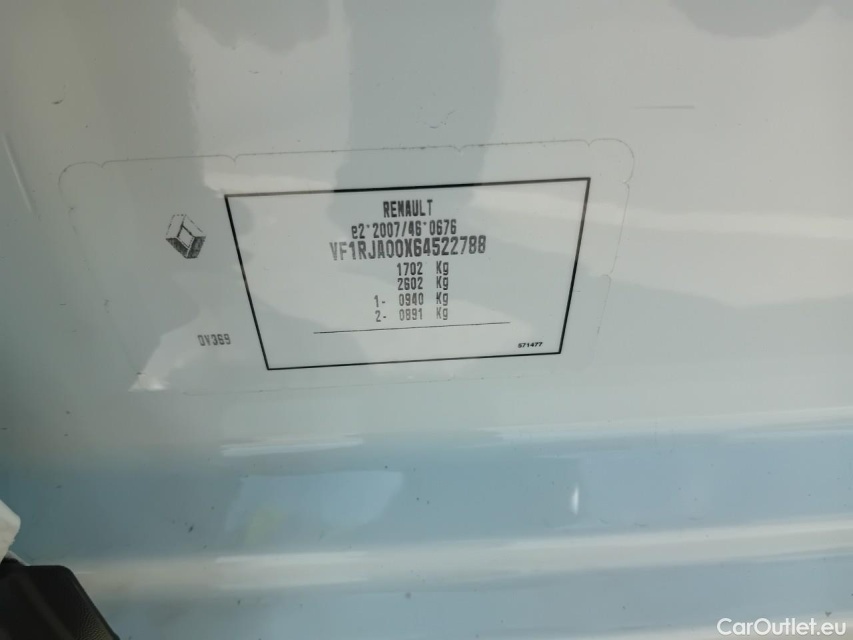 RENAULT
e2*2007/46*0676
VF1RJA00X64522788
1702 Kg
2602 Kg
1- 0940 Kg
2- 0891 Kg
DV369
571477
CarOutlet.eu